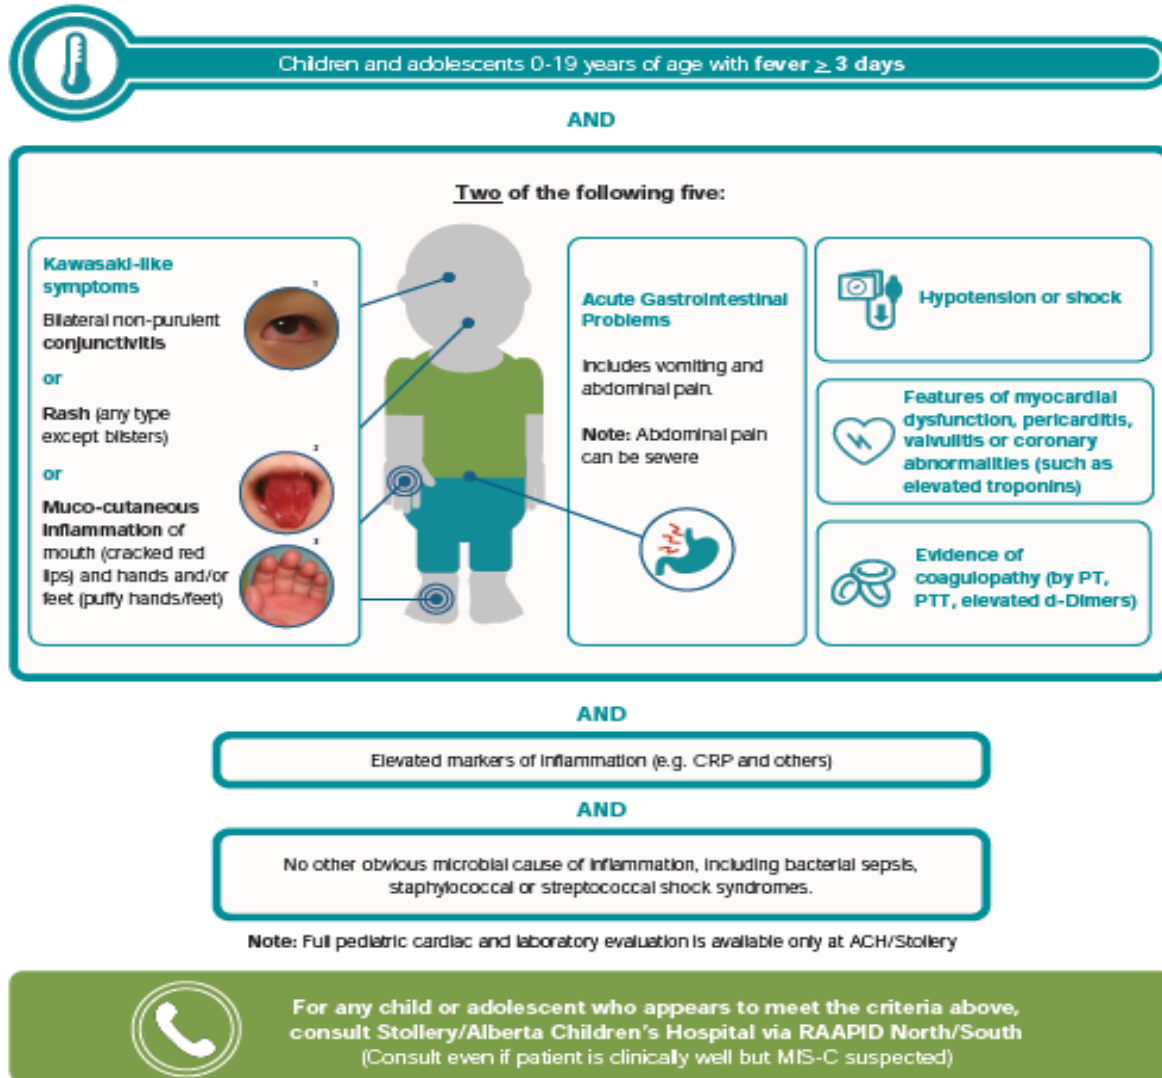 Children and adolescents 0-19 years of age with fever ≥ 3 days
AND
Two of the following five:
Kawasaki-like
symptoms
1
Bilateral non-purulent
conjunctivitis
or
Rash (any type
except blisters)
or
2
Muco-cutaneous
inflammation of
mouth (cracked red
lips) and hands and/or
feet (puffy hands/feet)
3
Acute Gastrointestinal
Problems
Includes vomiting and
abdominal pain.
Note: Abdominal pain
can be severe
Hypotension or shock
Features of myocardial
dysfunction, pericarditis,
valvulitis or coronary
abnormalities (such as
elevated troponins)
Evidence of
coagulopathy (by PT,
PTT, elevated d-Dimers)
AND
Elevated markers of inflammation (e.g. CRP and others)
AND
No other obvious microbial cause of inflammation, including bacterial sepsis,
staphylococcal or streptococcal shock syndromes.
Note: Full pediatric cardiac and laboratory evaluation is available only at ACH/Stollery
For any child or adolescent who appears to meet the criteria above,
consult Stollery/Alberta Children's Hospital via RAAPID North/South
(Consult even if patient is clinically well but MIS-C suspected)